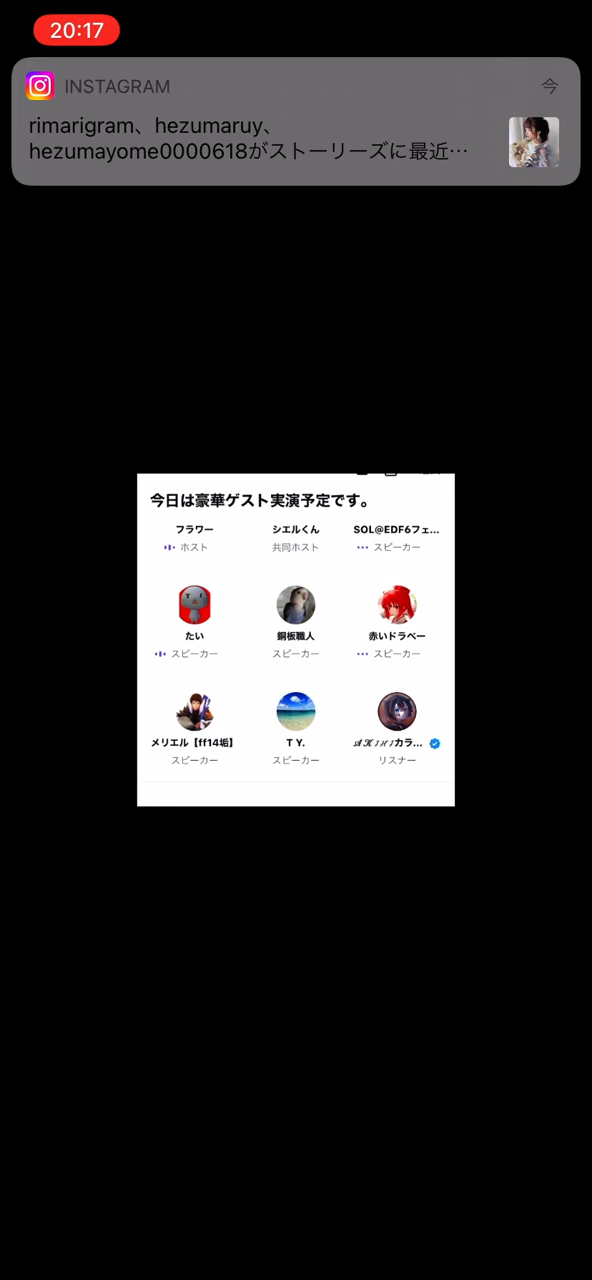 20:17
INSTAGRAM
今
rimarigram、hezumaruy、
hezumayome0000618がストーリーズに最近…
今日は豪華ゲスト実演予定です。
フラワー
シエルくん
SOL@EDF6フェ...
ホスト
共同ホスト
スピーカー
たい
銅板職人
赤いドラベー
スピーカー
スピーカー
スピーカー
メリエル【ff14垢】
T Y.
カラ...
スピーカー
スピーカー
リスナー